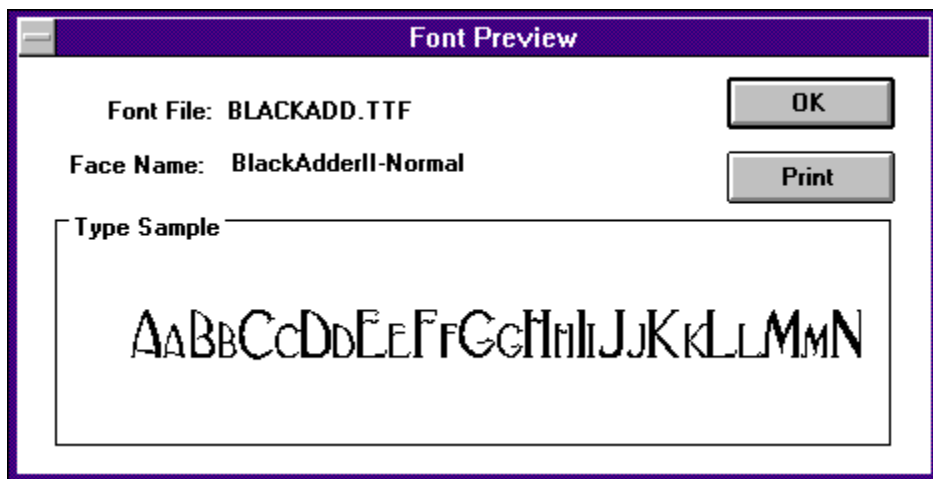 Font Preview
Font File: BLACKADD.TTF
OK
Face Name: BlackAdderII-Normal
Print
Type Sample
AaBbCcDdEeFfGgHhIiJjKkLlMmN